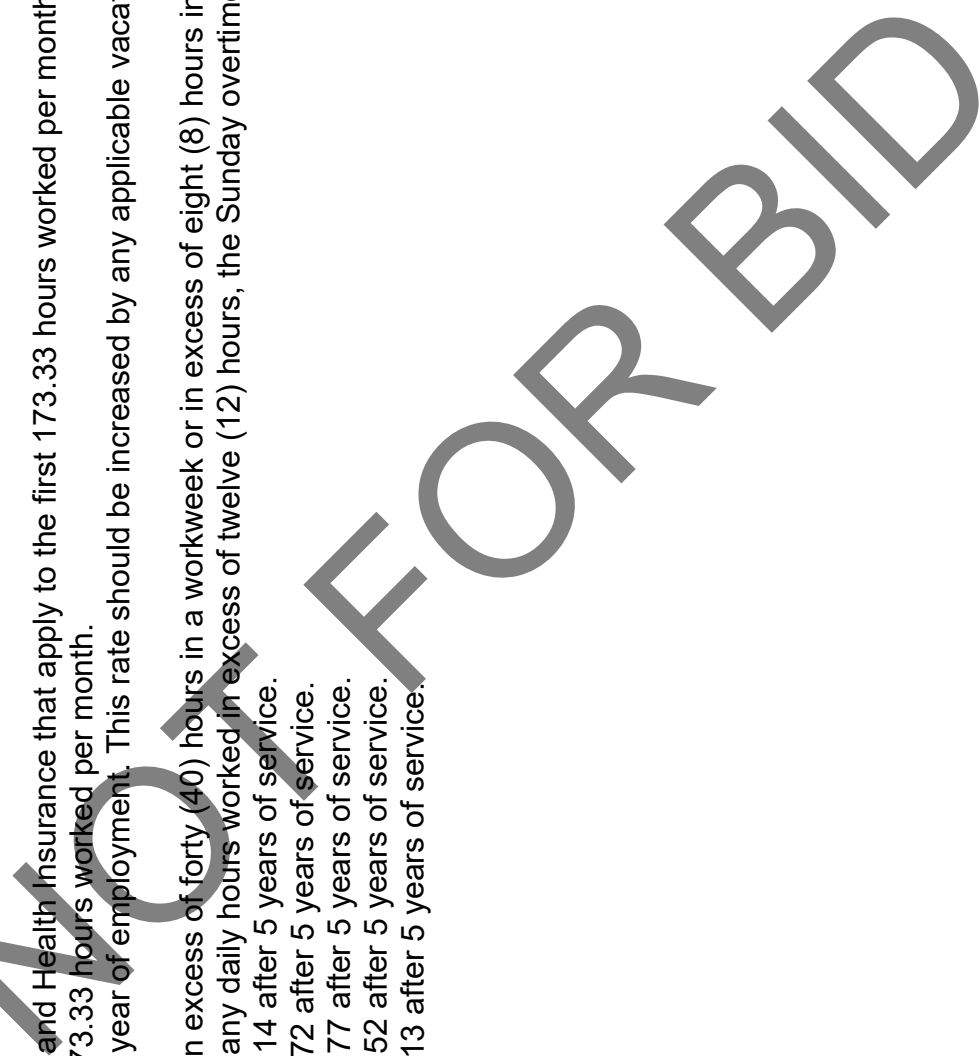 and Health Insurance that apply to the first 173.33 hours worked per month
73.33 hours worked per month.
year of employment. This rate should be increased by any applicable
n excess of forty (40) hours in a workweek or in excess of eight (8) hours in
any daily hours worked in excess of twelve (12) hours, the Sunday overtime
14 after 5 years of service.
72 after 5 years of service.
77 after 5 years of service.
52 after 5 years of service.
13 after 5 years of service.
NOT FOR BID